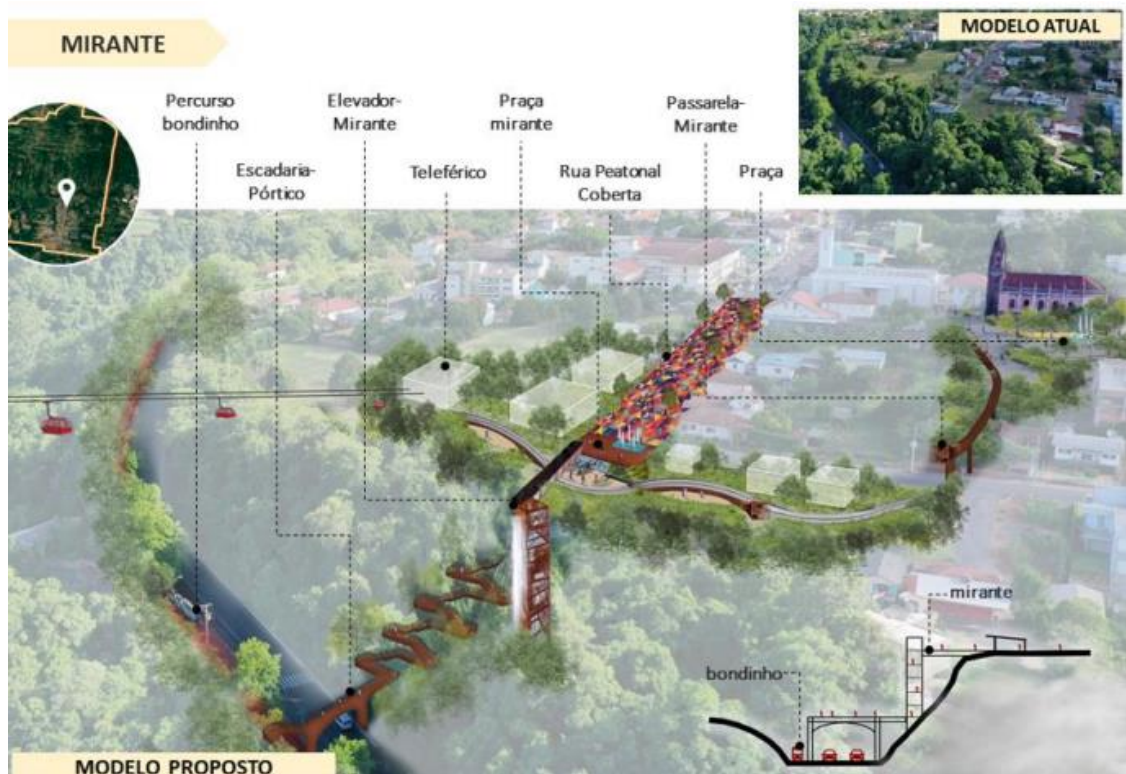 MIRANTE
MODELO ATUAL
Percurso
bondinho
Elevador-
Mirante
Praça
mirante
Passarela-
Mirante
Escadaria-
Pórtico
Teleférico
Rua Peatonal
Coberta
Praça
mirante
bondinho
MODELO PROPOSTO